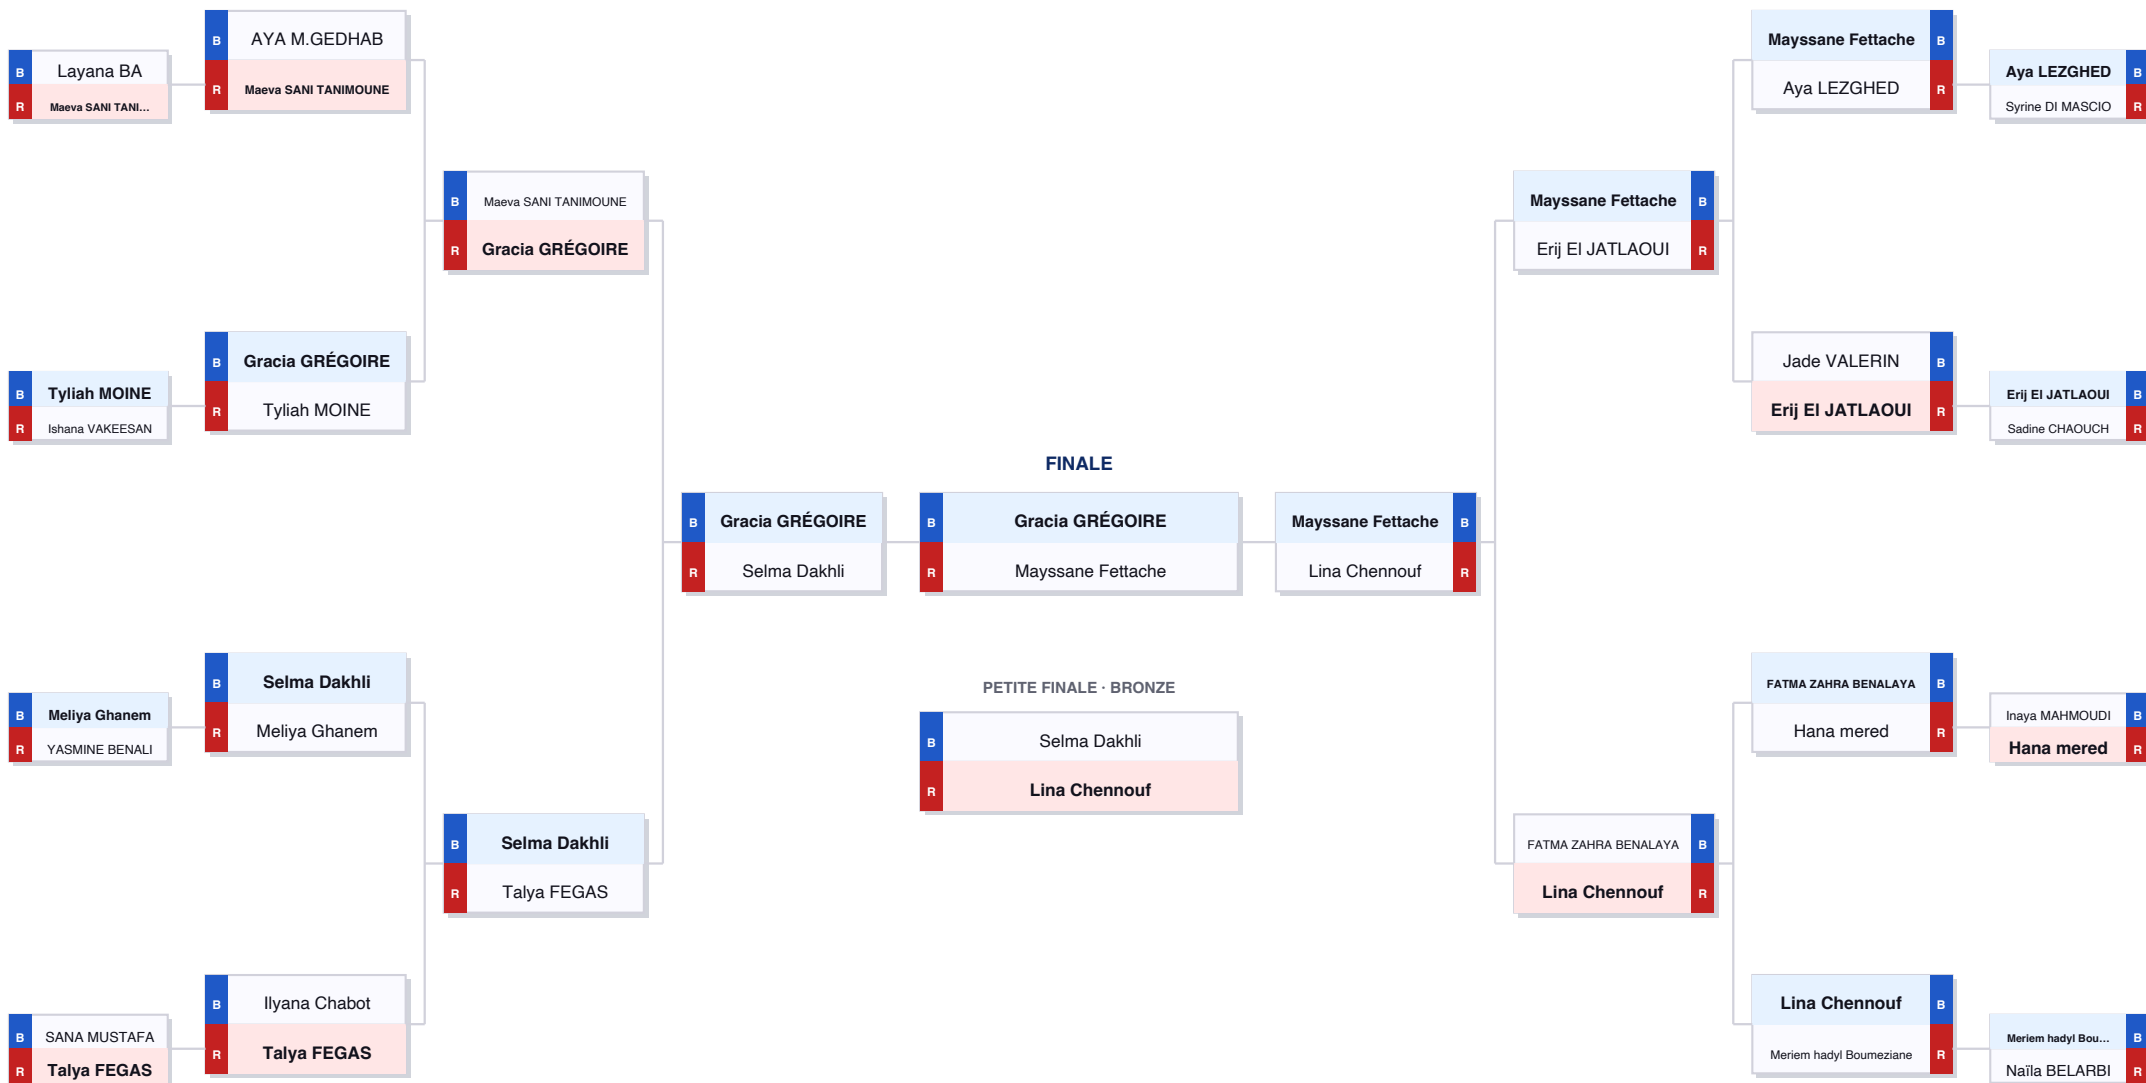 B Layana BA
R Maeva SANI TANI...
B AYA M.GEDHAB
R Maeva SANI TANIMOUNE
B Maeva SANI TANIMOUNE
R Gracia GRÉGOIRE
B Tyliah MOINE
R Ishana VAKEESAN
B Gracia GRÉGOIRE
R Tyliah MOINE
B Meliya Ghanem
R YASMINE BENALI
B Selma Dakhli
R Meliya Ghanem
B Selma Dakhli
R Talya FEGAS
B SANA MUSTAFA
R Talya FEGAS
B Ilyana Chabot
R Talya FEGAS
B Gracia GRÉGOIRE
R Selma Dakhli
FINALE
B Gracia GRÉGOIRE
R Mayssane Fettache
PETITE FINALE · BRONZE
B Selma Dakhli
R Lina Chennouf
Mayssane Fettache B
Lina Chennouf R
Mayssane Fettache B
Erij El JATLAOUI R
Mayssane Fettache B
Aya LEZGHED R
Aya LEZGHED B
Syrine DI MASCIO R
Jade VALERIN B
Erij El JATLAOUI R
Erij El JATLAOUI B
Sadine CHAOUCH R
FATMA ZAHRA BENALAYA B
Lina Chennouf R
FATMA ZAHRA BENALAYA B
Hana mered R
Inaya MAHMOUDI B
Hana mered R
Lina Chennouf B
Meriem hadyl Boumeziane R
Meriem hadyl Bou... B
Naïla BELARBI R